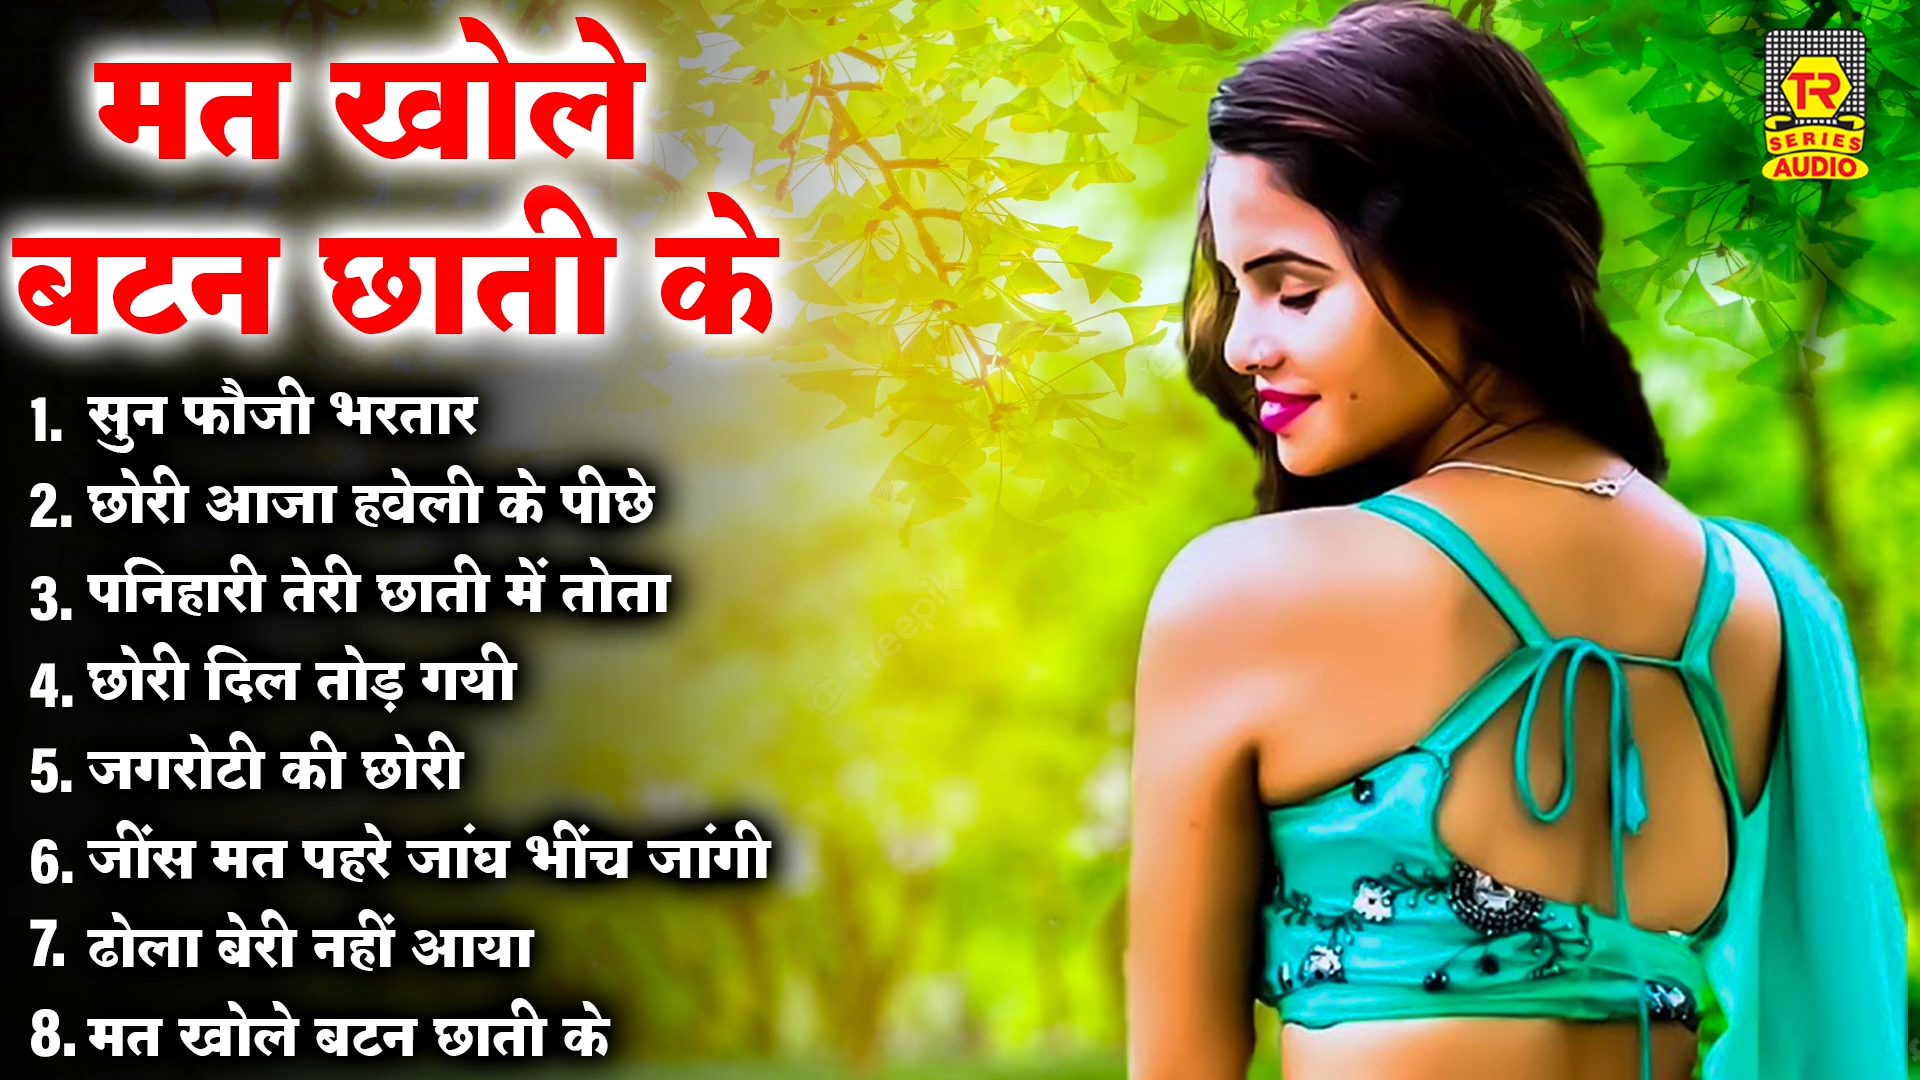 मत खोले
बटन छाती के
TR
SERIES
AUDIO
1. सुन फौजी भरतार
2. छोरी आजा हवेली के पीछे
3. पनिहारी तेरी छाती में तोता
4. छोरी दिल तोड़ गयी
5. जगरोटी की छोरी
6. जींस मत पहरे जांघ भींच जांगी
7. ढोला बेरी नहीं आया
8. मत खोले बटन छाती के
freepik